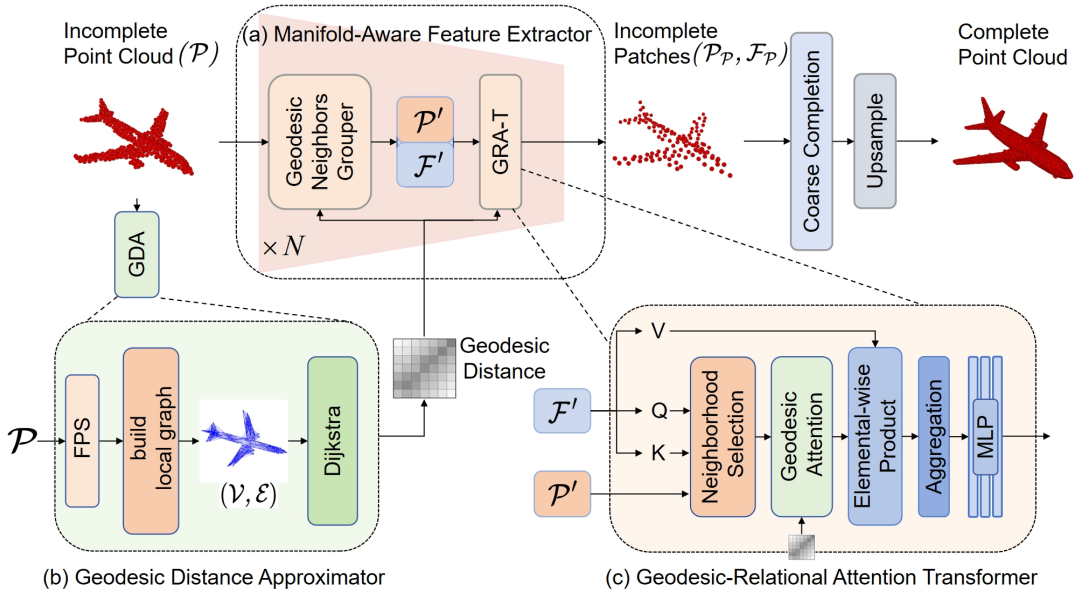 Incomplete
Point Cloud (𝒫)
(a) Manifold-Aware Feature Extractor
Incomplete
Patches(𝒫_𝒫, ℱ_𝒫)
Complete
Point Cloud
Geodesic
Neighbors
Grouper
𝒫′
ℱ′
GRA-T
Coarse Completion
Upsample
× N
GDA
Geodesic
Distance
𝒫
FPS
build
local graph
(𝒱, ℰ)
Dijkstra
(b) Geodesic Distance Approximator
ℱ′
𝒫′
V
Q
K
Neighborhood
Selection
Geodesic
Attention
Elemental-wise
Product
Aggregation
MLP
(c) Geodesic-Relational Attention Transformer